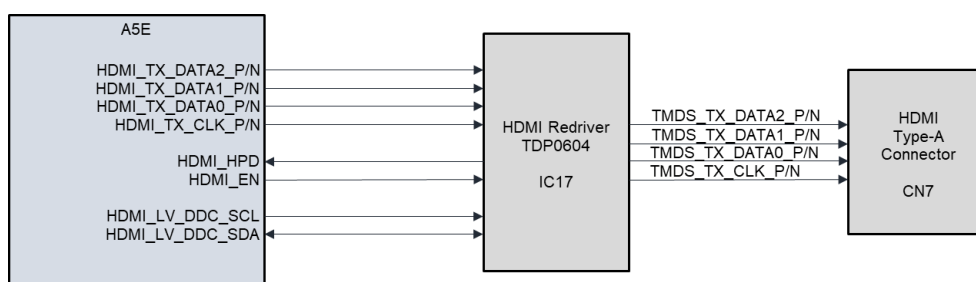 A5E
HDMI_TX_DATA2_P/N
HDMI_TX_DATA1_P/N
HDMI_TX_DATA0_P/N
HDMI_TX_CLK_P/N
HDMI_HPD
HDMI_EN
HDMI_LV_DDC_SCL
HDMI_LV_DDC_SDA
HDMI Redriver
TDP0604
IC17
TMDS_TX_DATA2_P/N
TMDS_TX_DATA1_P/N
TMDS_TX_DATA0_P/N
TMDS_TX_CLK_P/N
HDMI
Type-A
Connector
CN7